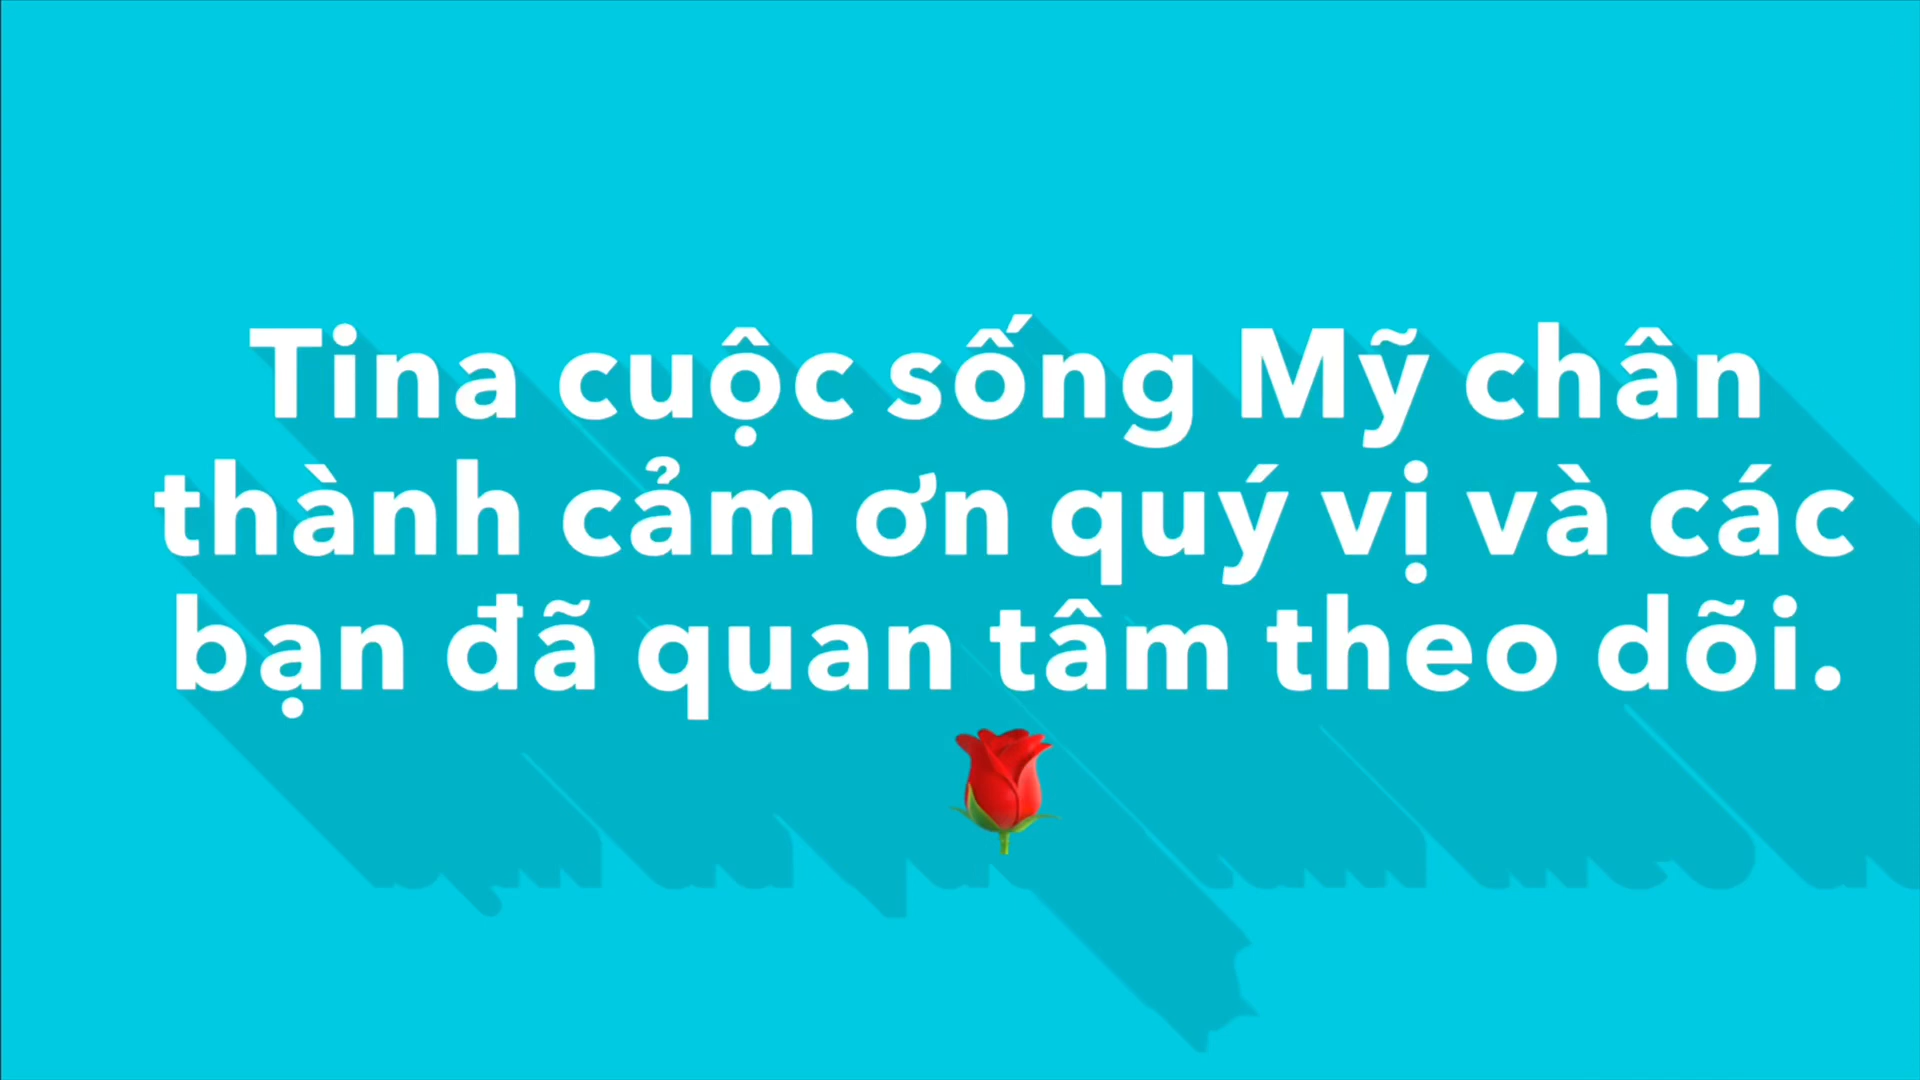 Tina cuộc sống Mỹ chân
thành cảm ơn quý vị và các
bạn đã quan tâm theo dõi.
🌹